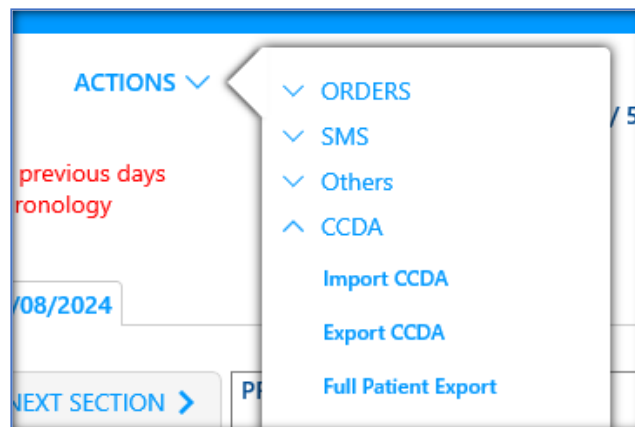 ACTIONS
ORDERS
SMS
Others
CCDA
Import CCDA
Export CCDA
Full Patient Export
/ 5
previous days
ronology
/08/2024
NEXT SECTION